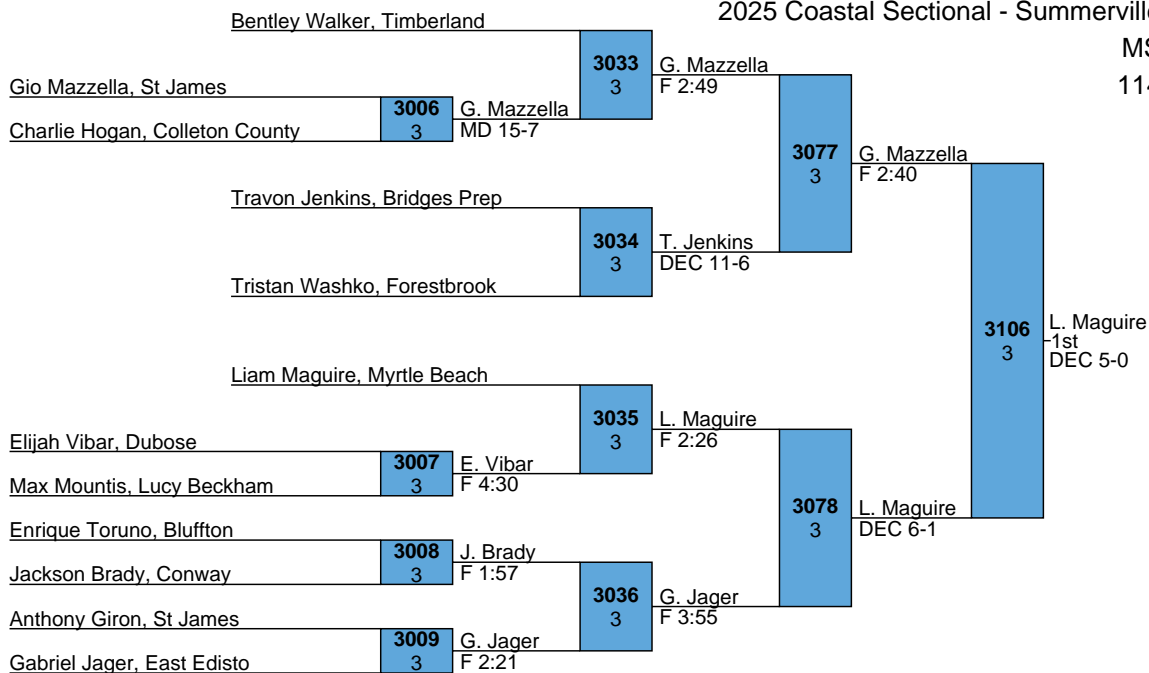 2025 Coastal Sectional - Summerville
MS
114
Bentley Walker, Timberland
3033
3
G. Mazzella
F 2:49
Gio Mazzella, St James
3006
3
G. Mazzella
MD 15-7
Charlie Hogan, Colleton County
3077
3
G. Mazzella
F 2:40
Travon Jenkins, Bridges Prep
3034
3
T. Jenkins
DEC 11-6
Tristan Washko, Forestbrook
3106
3
L. Maguire
1st
DEC 5-0
Liam Maguire, Myrtle Beach
3035
3
L. Maguire
F 2:26
Elijah Vibar, Dubose
3007
3
E. Vibar
F 4:30
Max Mountis, Lucy Beckham
3078
3
L. Maguire
DEC 6-1
Enrique Toruno, Bluffton
3008
3
J. Brady
F 1:57
Jackson Brady, Conway
3036
3
G. Jager
F 3:55
Anthony Giron, St James
3009
3
G. Jager
F 2:21
Gabriel Jager, East Edisto